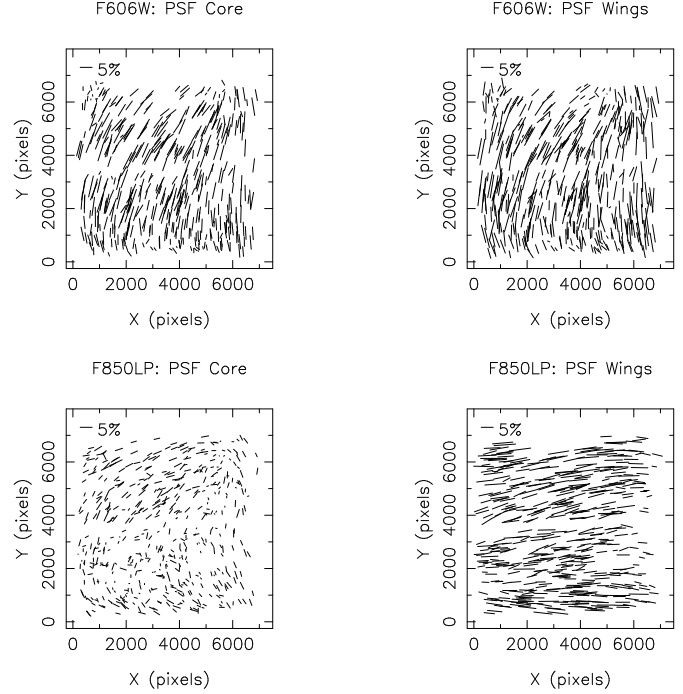 F606W: PSF Core
F606W: PSF Wings
5%
5%
Y (pixels)
0 2000 4000 6000
Y (pixels)
0 2000 4000 6000
0 2000 4000 6000
0 2000 4000 6000
X (pixels)
X (pixels)
F850LP: PSF Core
F850LP: PSF Wings
5%
5%
Y (pixels)
0 2000 4000 6000
Y (pixels)
0 2000 4000 6000
0 2000 4000 6000
0 2000 4000 6000
X (pixels)
X (pixels)